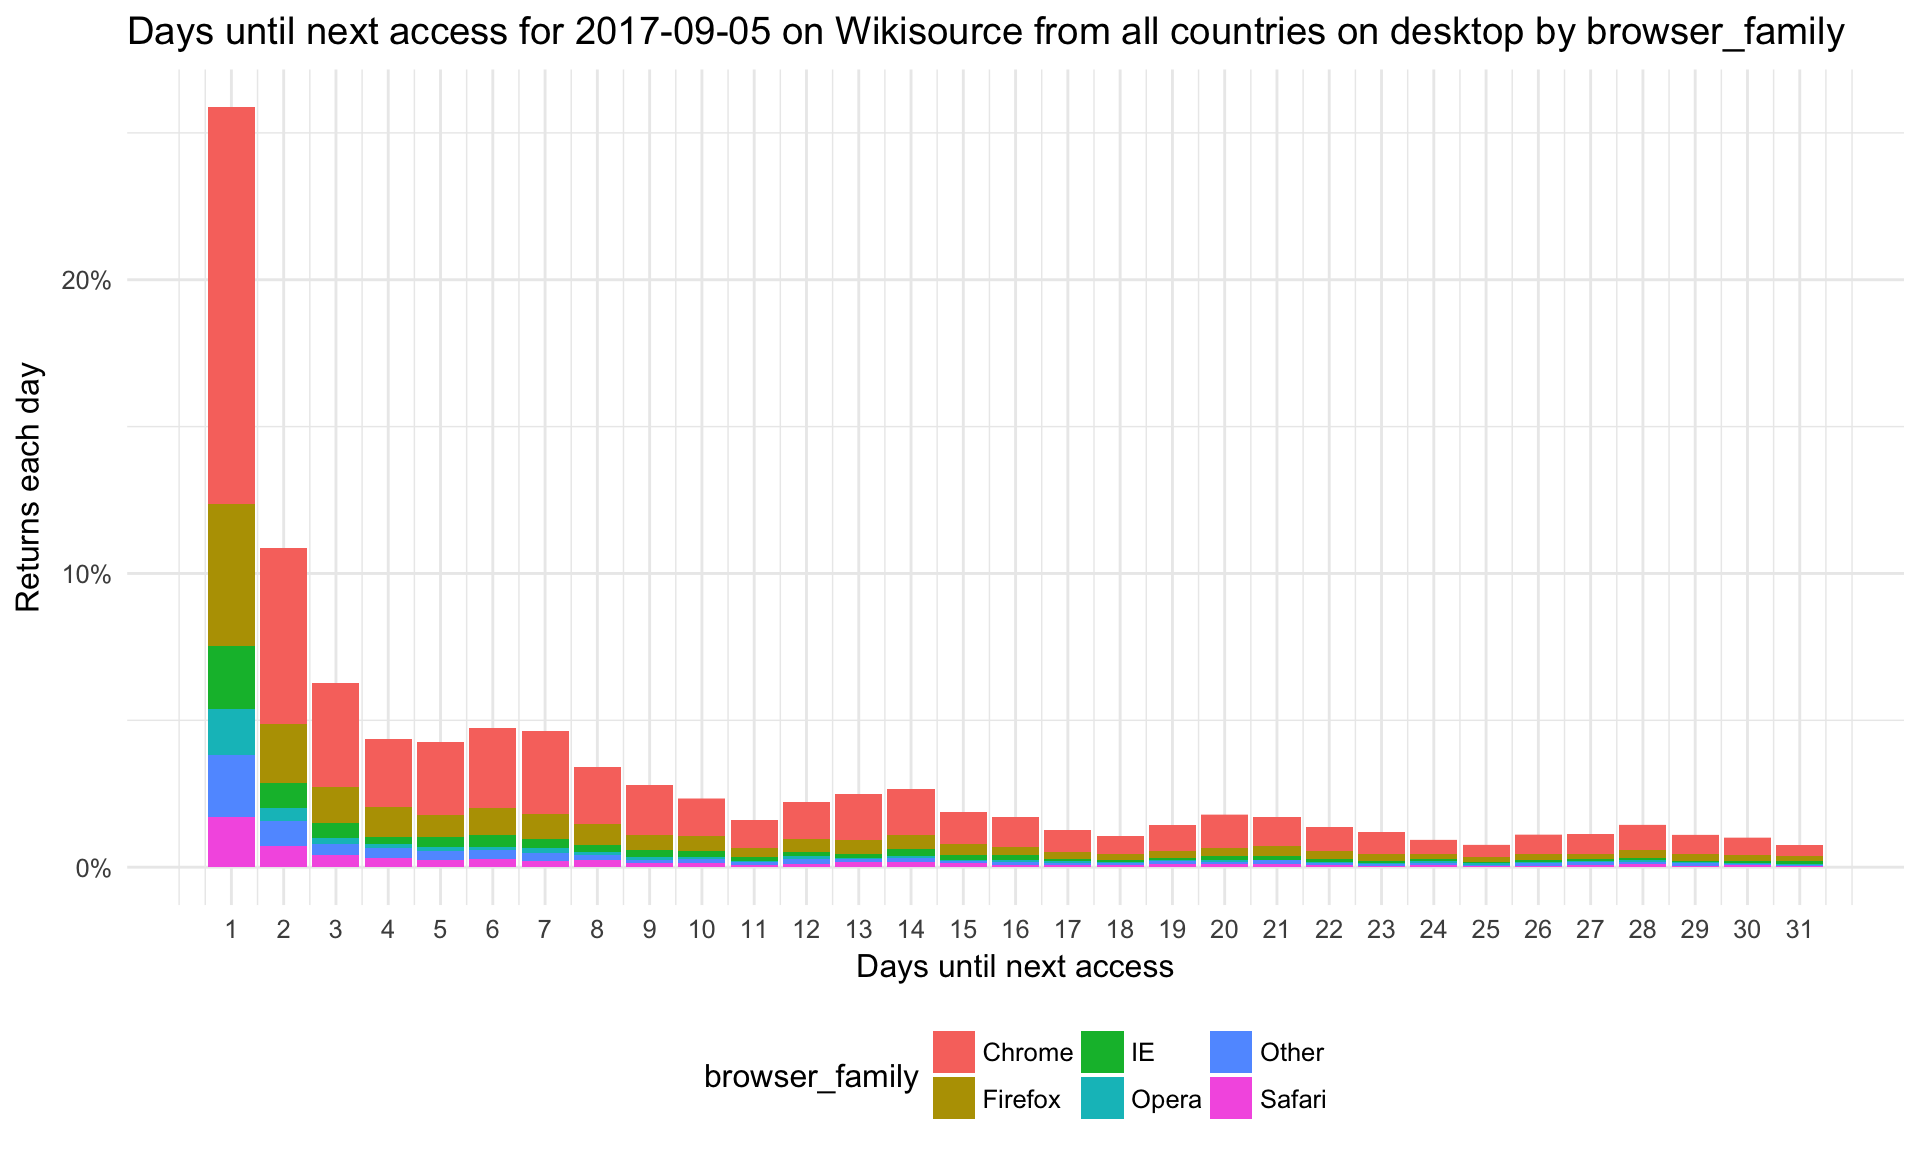 Days until next access for 2017-09-05 on Wikisource from all countries on desktop by browser_family
Returns each day
20%
10%
0%
1 2 3 4 5 6 7 8 9 10 11 12 13 14 15 16 17 18 19 20 21 22 23 24 25 26 27 28 29 30 31
Days until next access
browser_family
Chrome IE Other
Firefox Opera Safari